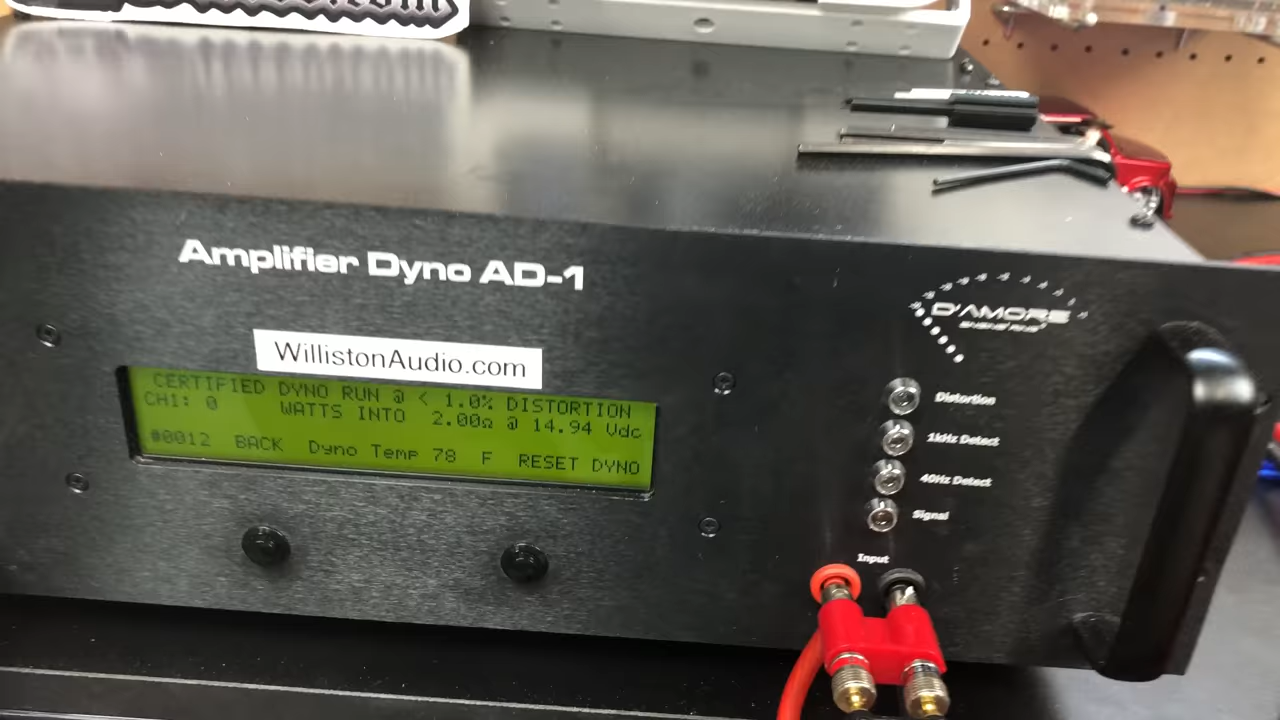 Amplifier Dyno AD-1
WillistonAudio.com
CERTIFIED DYNO RUN @ < 1.0% DISTORTION
CH1: 0 WATTS INTO 2.00Ω @ 14.94 Vdc
#0012 BACK Dyno Temp 78 F RESET DYNO
D'AMORE
Distortion
1kHz Detect
40Hz Detect
Signal
Input